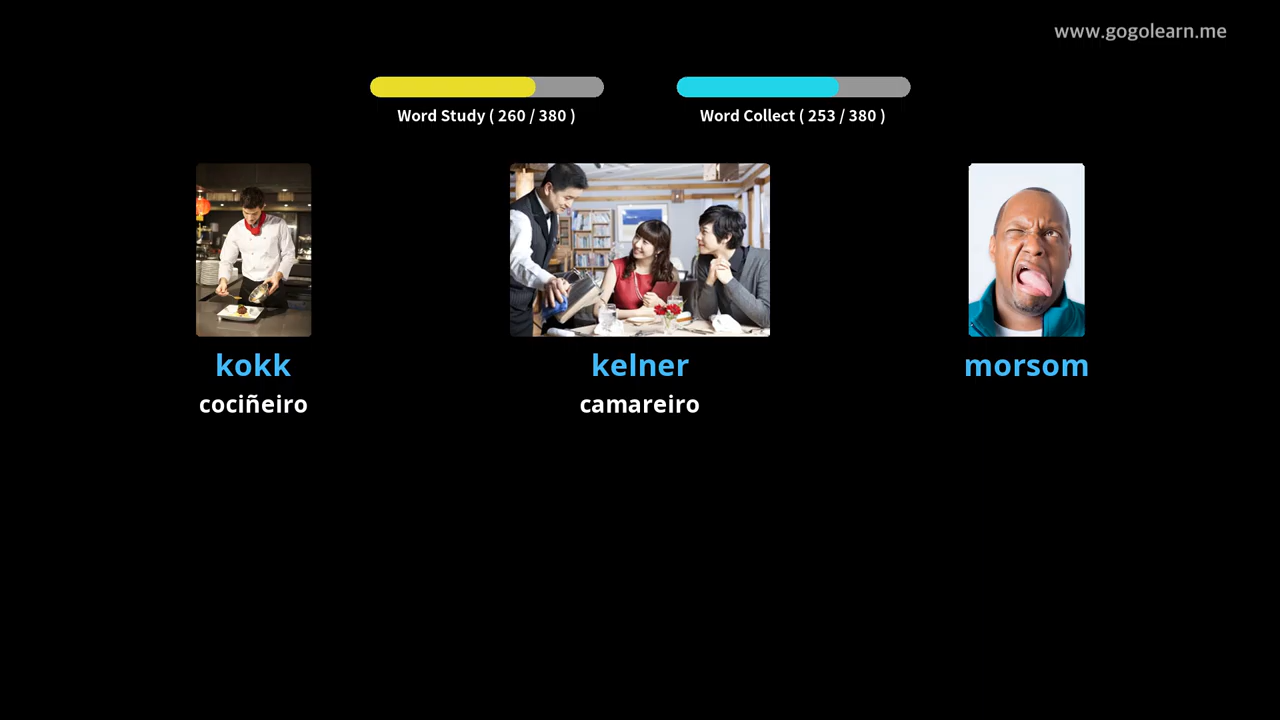 www.gogolearn.me
Word Study ( 260 / 380 )
Word Collect ( 253 / 380 )
kokk
kelner
morsom
cociñeiro
camareiro